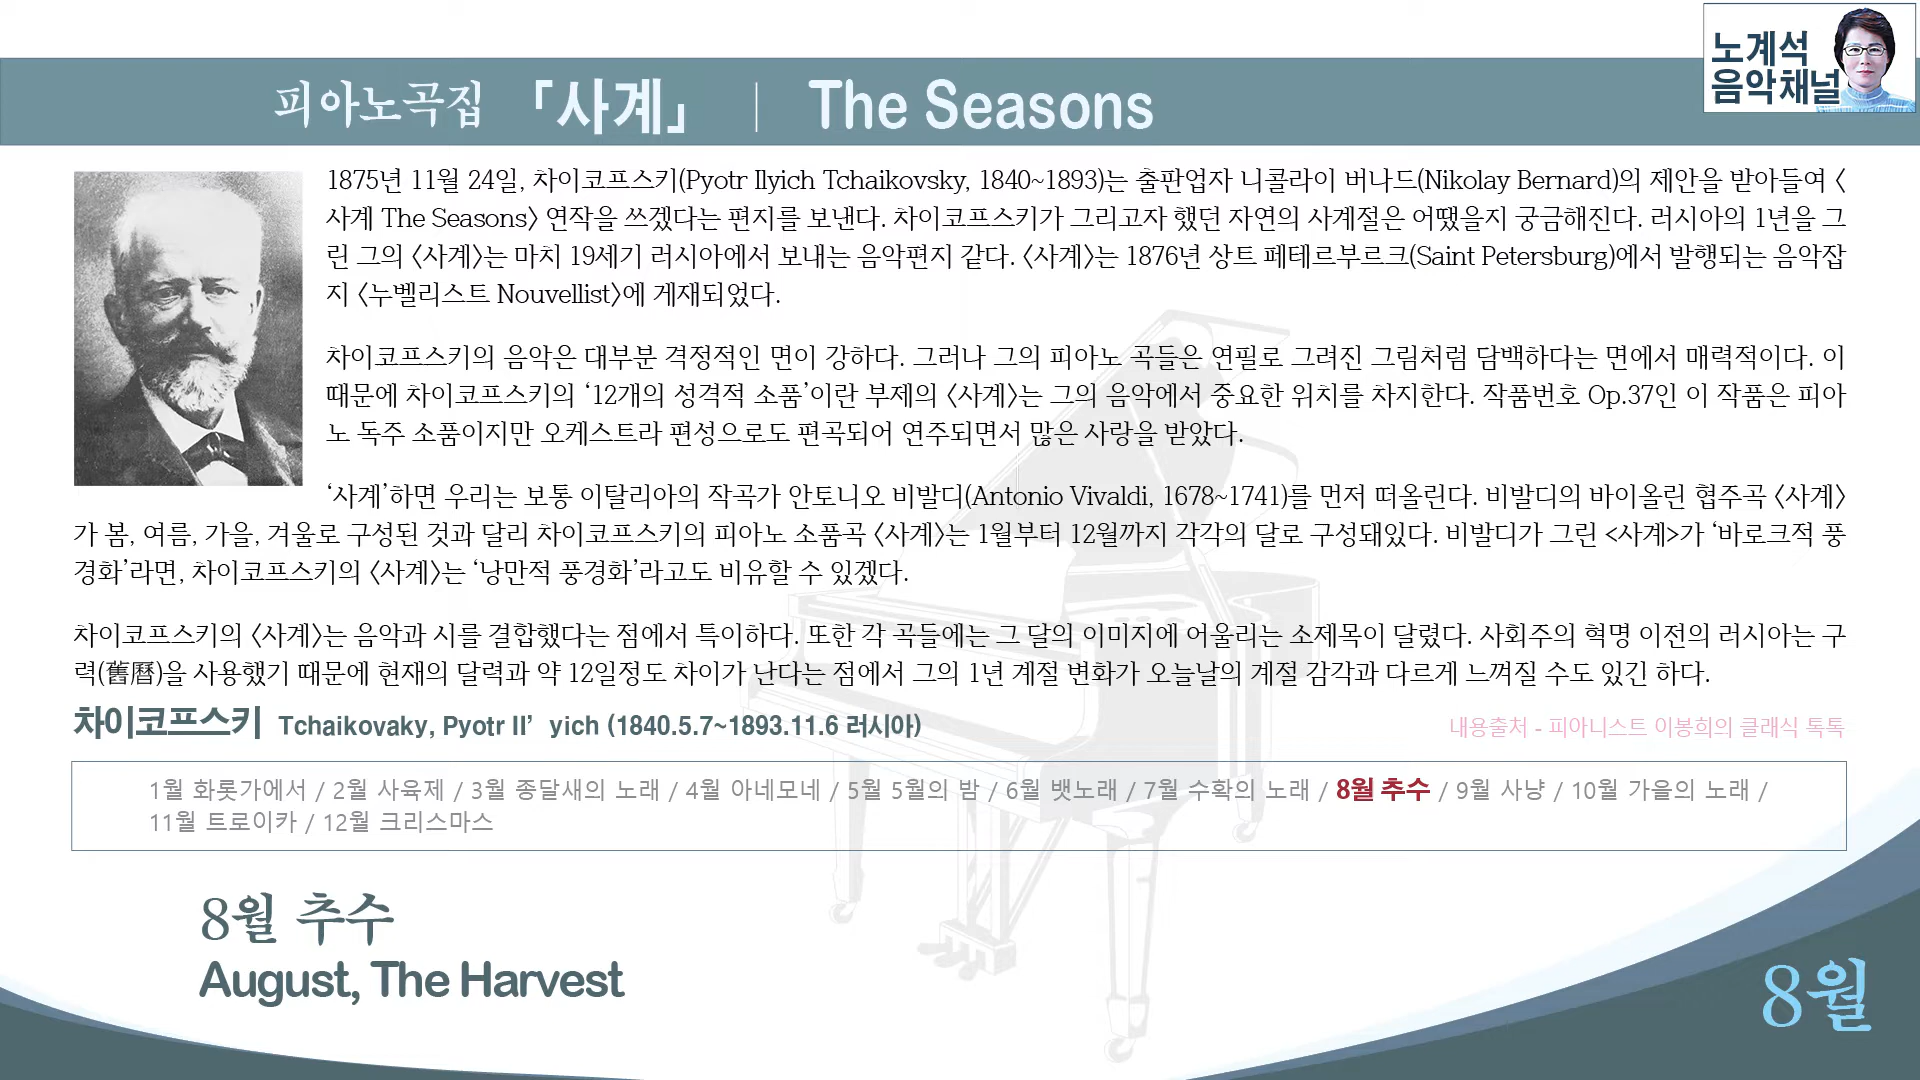 노계석
음악채널
피아노곡집 「사계」 | The Seasons
1875년 11월 24일, 차이코프스키(Pyotr Ilyich Tchaikovsky, 1840~1893)는 출판업자 니콜라이 버나드(Nikolay Bernard)의 제안을 받아들여 〈
사계 The Seasons〉 연작을 쓰겠다는 편지를 보낸다. 차이코프스키가 그리고자 했던 자연의 사계절은 어땠을지 궁금해진다. 러시아의 1년을 그
린 그의 〈사계〉는 마치 19세기 러시아에서 보내는 음악편지 같다. 〈사계〉는 1876년 상트 페테르부르크(Saint Petersburg)에서 발행되는 음악잡
지 〈누벨리스트 Nouvellist〉에 게재되었다.
차이코프스키의 음악은 대부분 격정적인 면이 강하다. 그러나 그의 피아노 곡들은 연필로 그려진 그림처럼 담백하다는 면에서 매력적이다. 이
때문에 차이코프스키의 ‘12개의 성격적 소품’이란 부제의 〈사계〉는 그의 음악에서 중요한 위치를 차지한다. 작품번호 Op.37인 이 작품은 피아
노 독주 소품이지만 오케스트라 편성으로도 편곡되어 연주되면서 많은 사랑을 받았다.
‘사계’하면 우리는 보통 이탈리아의 작곡가 안토니오 비발디(Antonio Vivaldi, 1678~1741)를 먼저 떠올린다. 비발디의 바이올린 협주곡 〈사계〉
가 봄, 여름, 가을, 겨울로 구성된 것과 달리 차이코프스키의 피아노 소품곡 〈사계〉는 1월부터 12월까지 각각의 달로 구성돼있다. 비발디가 그린 <사계>가 ‘바로크적 풍
경화’라면, 차이코프스키의 〈사계〉는 ‘낭만적 풍경화’라고도 비유할 수 있겠다.
차이코프스키의 〈사계〉는 음악과 시를 결합했다는 점에서 특이하다. 또한 각 곡들에는 그 달의 이미지에 어울리는 소제목이 달렸다. 사회주의 혁명 이전의 러시아는 구
력(舊曆)을 사용했기 때문에 현재의 달력과 약 12일정도 차이가 난다는 점에서 그의 1년 계절 변화가 오늘날의 계절 감각과 다르게 느껴질 수도 있긴 하다.
차이코프스키 Tchaikovaky, Pyotr Il’yich (1840.5.7~1893.11.6 러시아)
내용출처 - 피아니스트 이봉희의 클래식 톡톡
1월 화롯가에서 / 2월 사육제 / 3월 종달새의 노래 / 4월 아네모네 / 5월 5월의 밤 / 6월 뱃노래 / 7월 수확의 노래 / 8월 추수 / 9월 사냥 / 10월 가을의 노래 /
11월 트로이카 / 12월 크리스마스
8월 추수
August, The Harvest
8월